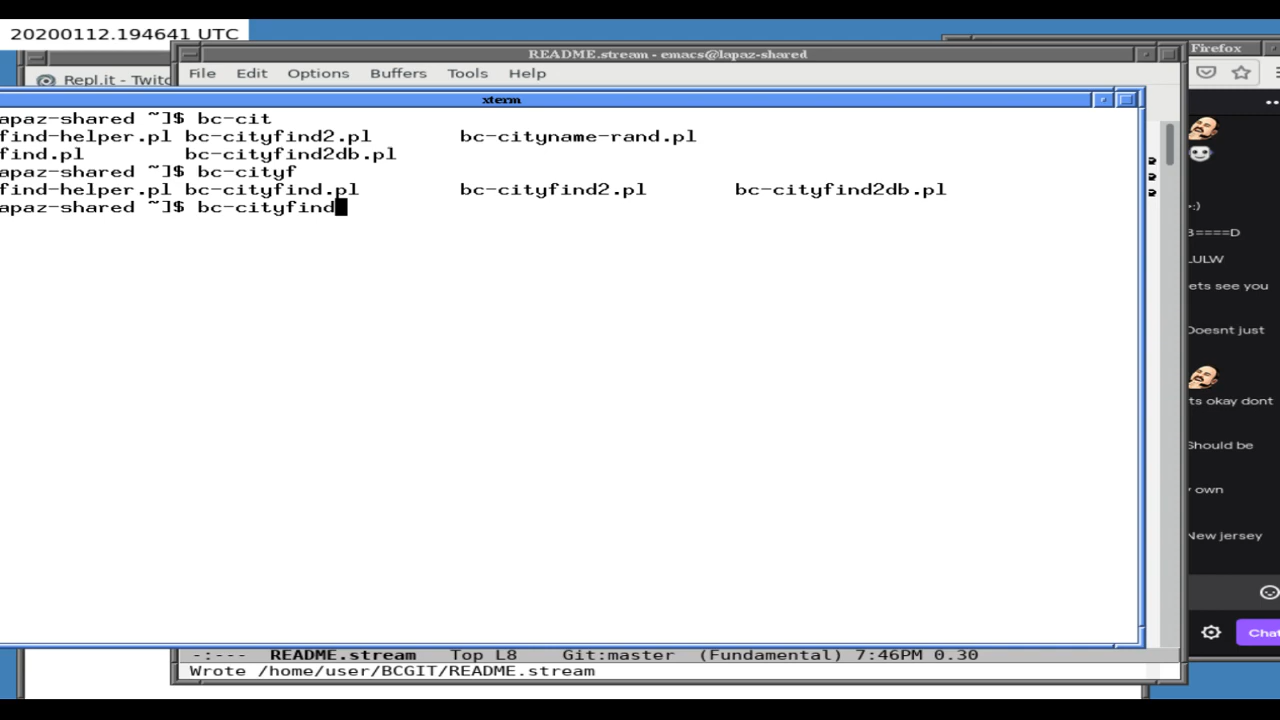 20200112.194641 UTC
README.stream - emacs@lapaz-shared
Firefox
Repl.it - Twitc
File Edit Options Buffers Tools Help
xterm
apaz-shared ~]$ bc-cit
find-helper.pl bc-cityfind2.pl bc-cityname-rand.pl
find.pl bc-cityfind2db.pl
apaz-shared ~]$ bc-cityf
find-helper.pl bc-cityfind.pl bc-cityfind2.pl bc-cityfind2db.pl
apaz-shared ~]$ bc-cityfind
:)
3====D
LULW
ets see you
Doesnt just
ts okay dont
Should be
own
New jersey
Chat
-:--- README.stream Top L8 Git:master (Fundamental) 7:46PM 0.30
Wrote /home/user/BCGIT/README.stream